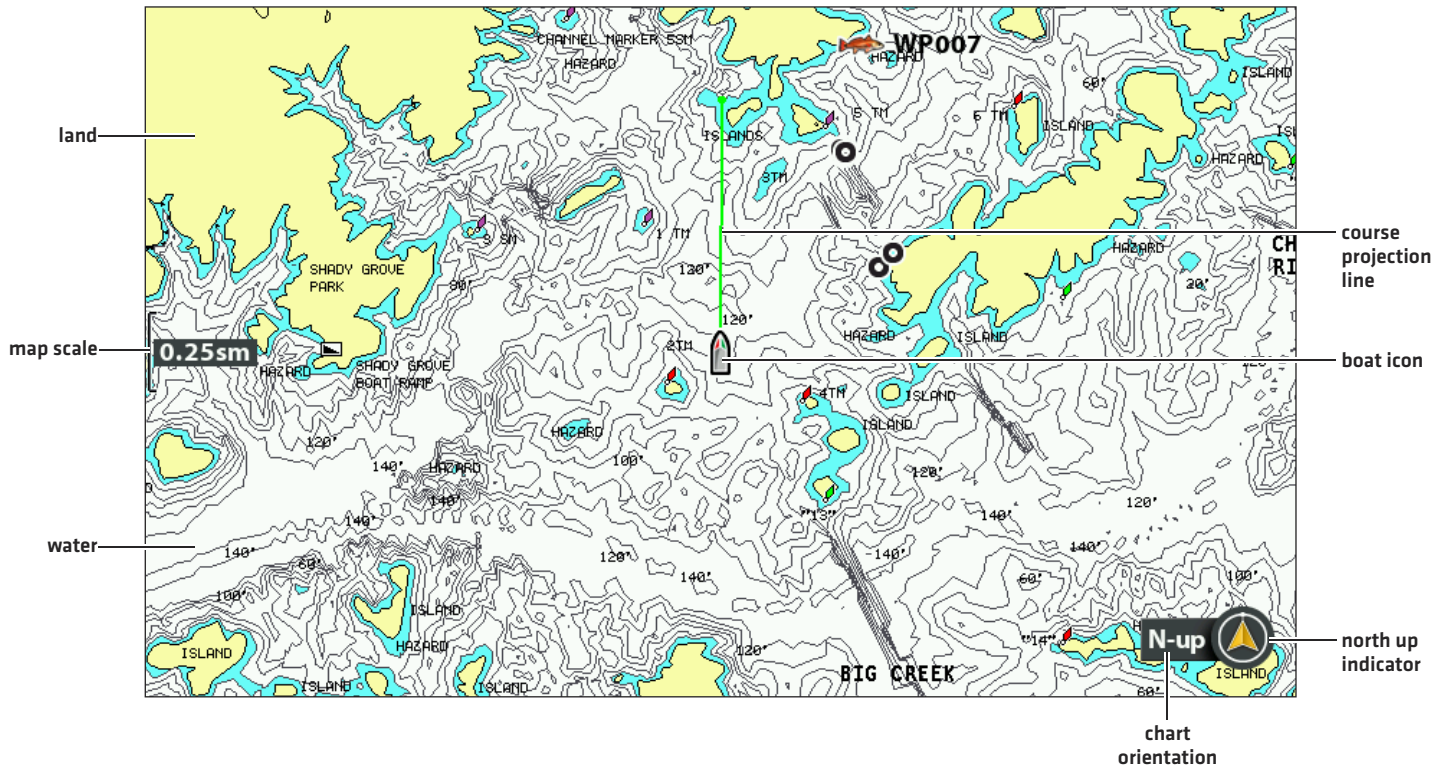 CHANNEL MARKER 5SM
HAZARD
WP007
HAZARD
60'
ISLAND
5 TM
6 TM
ISLAND
ISLANDS
land
HAZARD
3TM
9 SM
1 TM
course
projection
line
HAZARD
SHADY GROVE
PARK
80'
120'
20'
120'
map scale
0.25sm
HAZARD
SHADY GROVE
BOAT RAMP
2TM
HAZARD
ISLAND
boat icon
4TM
ISLAND
ISLAND
HAZARD
120'
140'
HAZARD
140'
100'
120'
120'
140'
"13"
140'
water
140'
60'
120'
140'
140'
140'
60'
100'
100'
ISLAND
HAZARD
ISLAND
120'
"14"
N-up
north up
indicator
BIG CREEK
ISLAND
ISLAND
ISLAND
60'
chart
orientation